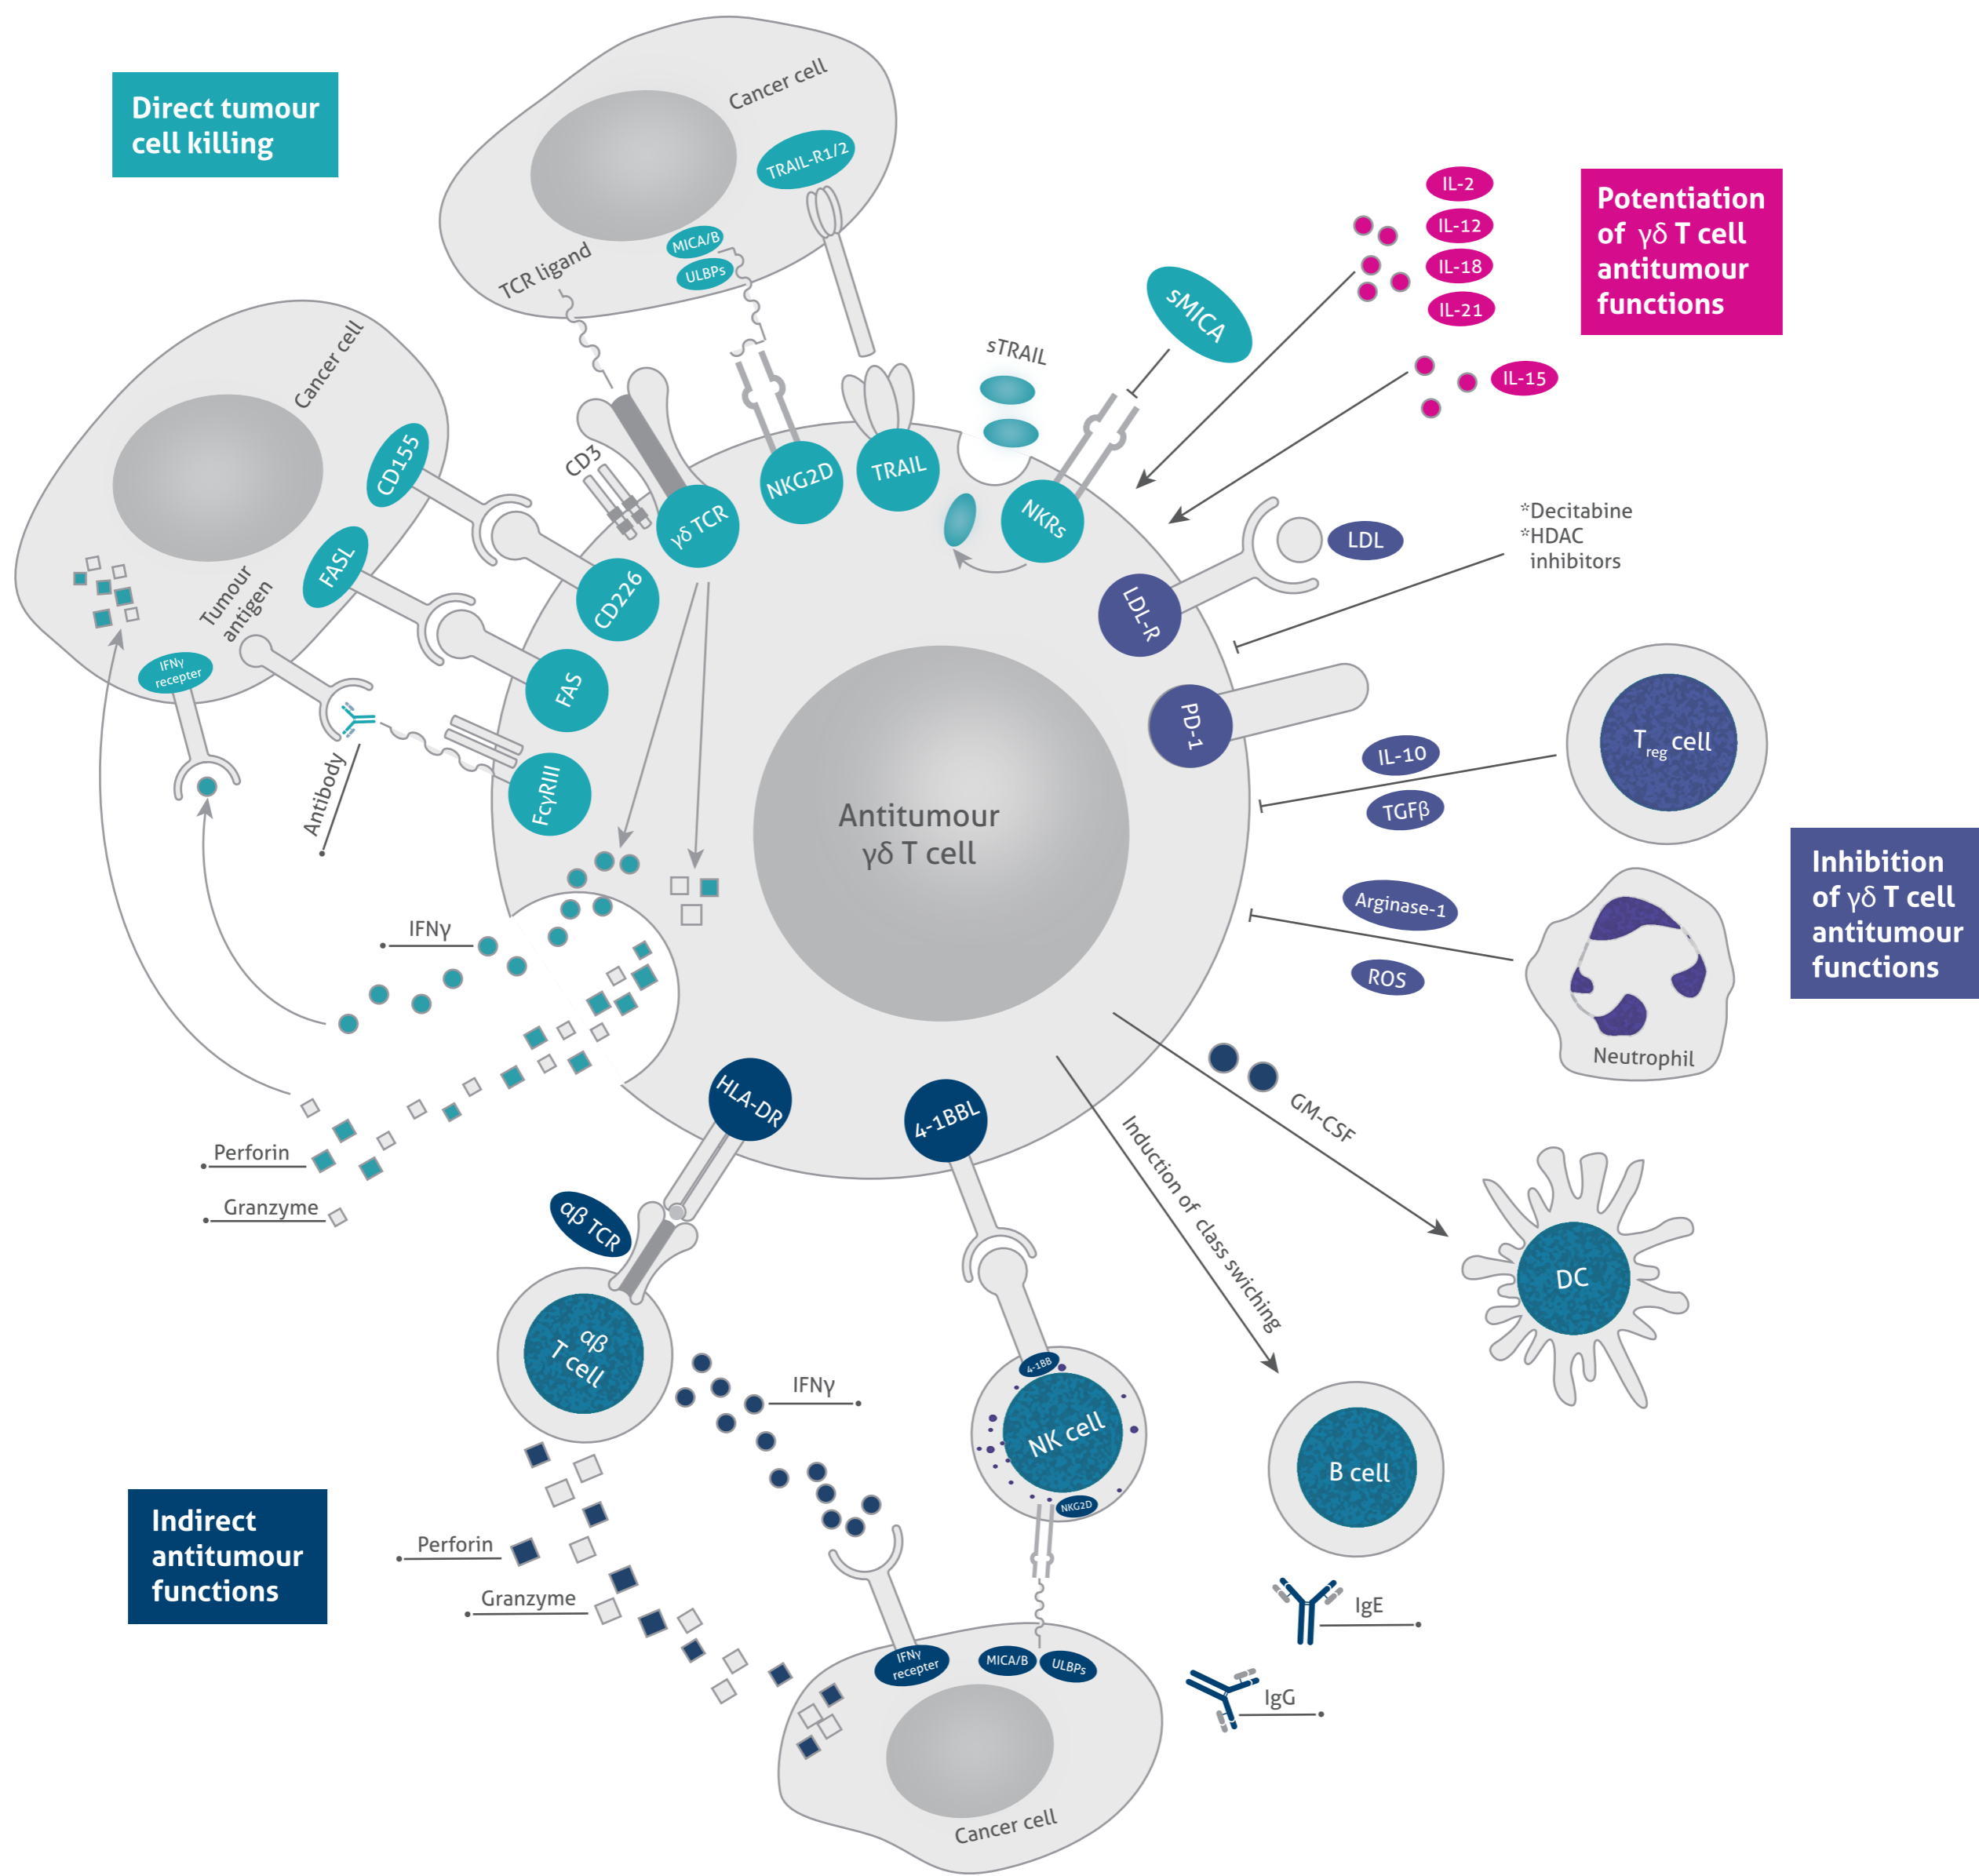 Direct tumour
cell killing
Cancer cell
TRAIL-R1/2
MICA/B
ULBPs
TCR ligand
IL-2
IL-12
IL-18
IL-21
IL-15
Potentiation
of γδ T cell
antitumour
functions
sMICA
sTRAIL
Cancer cell
CD155
FASL
Tumour
antigen
IFNγ
recepter
Antibody
CD3
γδ TCR
NKG2D
TRAIL
NKRs
CD226
FAS
FcγRIII
LDL-R
LDL
*Decitabine
*HDAC
inhibitors
PD-1
IL-10
TGFβ
Treg cell
Antitumour
γδ T cell
Arginase-1
ROS
Neutrophil
Inhibition
of γδ T cell
antitumour
functions
IFNγ
Perforin
Granzyme
HLA-DR
4-1BBL
GM-CSF
Induction of class swiching
DC
αβ TCR
αβ
T cell
IFNγ
4-1BB
NK cell
NKG2D
B cell
Indirect
antitumour
functions
Perforin
Granzyme
IFNγ
recepter
MICA/B
ULBPs
Cancer cell
IgE
IgG